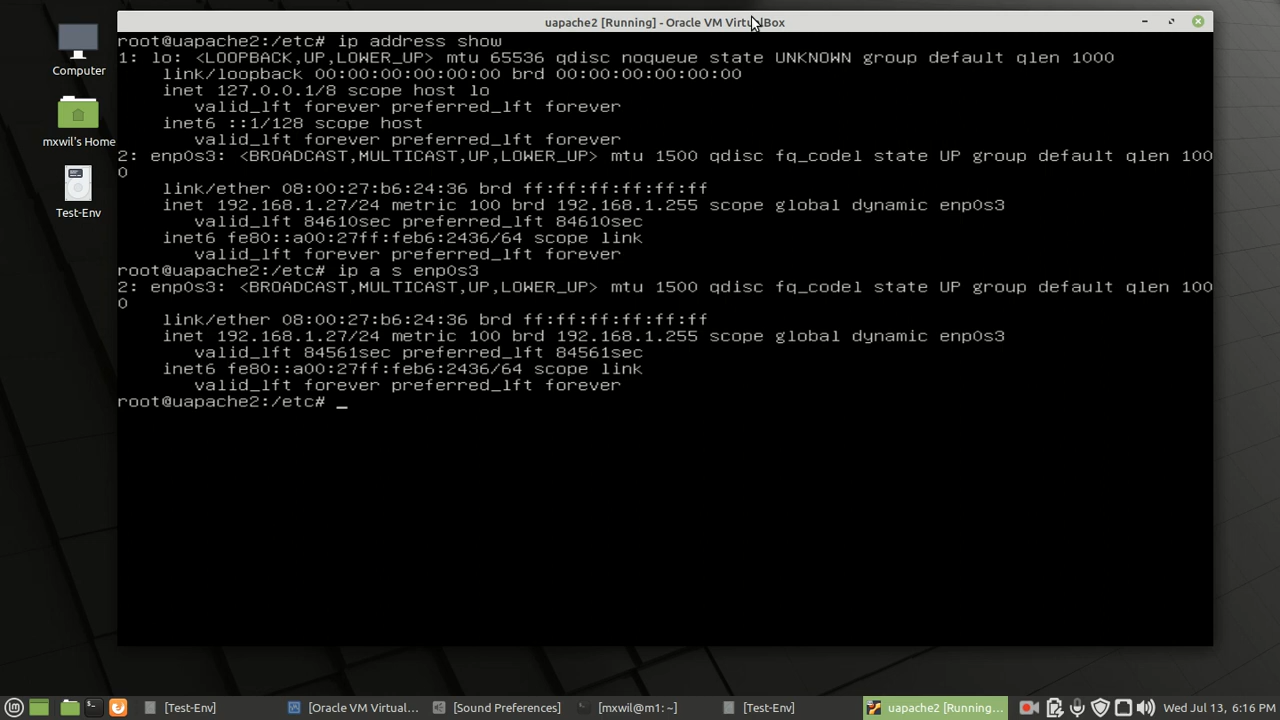 uapache2 [Running] - Oracle VM VirtualBox
Computer
mxwil's Home
Test-Env
root@uapache2:/etc# ip address show
1: lo: <LOOPBACK,UP,LOWER_UP> mtu 65536 qdisc noqueue state UNKNOWN group default qlen 1000
link/loopback 00:00:00:00:00:00 brd 00:00:00:00:00:00
inet 127.0.0.1/8 scope host lo
valid_lft forever preferred_lft forever
inet6 ::1/128 scope host
valid_lft forever preferred_lft forever
2: enp0s3: <BROADCAST,MULTICAST,UP,LOWER_UP> mtu 1500 qdisc fq_codel state UP group default qlen 100
0
link/ether 08:00:27:b6:24:36 brd ff:ff:ff:ff:ff:ff
inet 192.168.1.27/24 metric 100 brd 192.168.1.255 scope global dynamic enp0s3
valid_lft 84610sec preferred_lft 84610sec
inet6 fe80::a00:27ff:feb6:2436/64 scope link
valid_lft forever preferred_lft forever
root@uapache2:/etc# ip a s enp0s3
2: enp0s3: <BROADCAST,MULTICAST,UP,LOWER_UP> mtu 1500 qdisc fq_codel state UP group default qlen 100
0
link/ether 08:00:27:b6:24:36 brd ff:ff:ff:ff:ff:ff
inet 192.168.1.27/24 metric 100 brd 192.168.1.255 scope global dynamic enp0s3
valid_lft 84561sec preferred_lft 84561sec
inet6 fe80::a00:27ff:feb6:2436/64 scope link
valid_lft forever preferred_lft forever
root@uapache2:/etc# _
[Test-Env]
[Oracle VM Virtual...
[Sound Preferences]
[mxwil@m1: ~]
[Test-Env]
uapache2 [Running...
Wed Jul 13, 6:16 PM